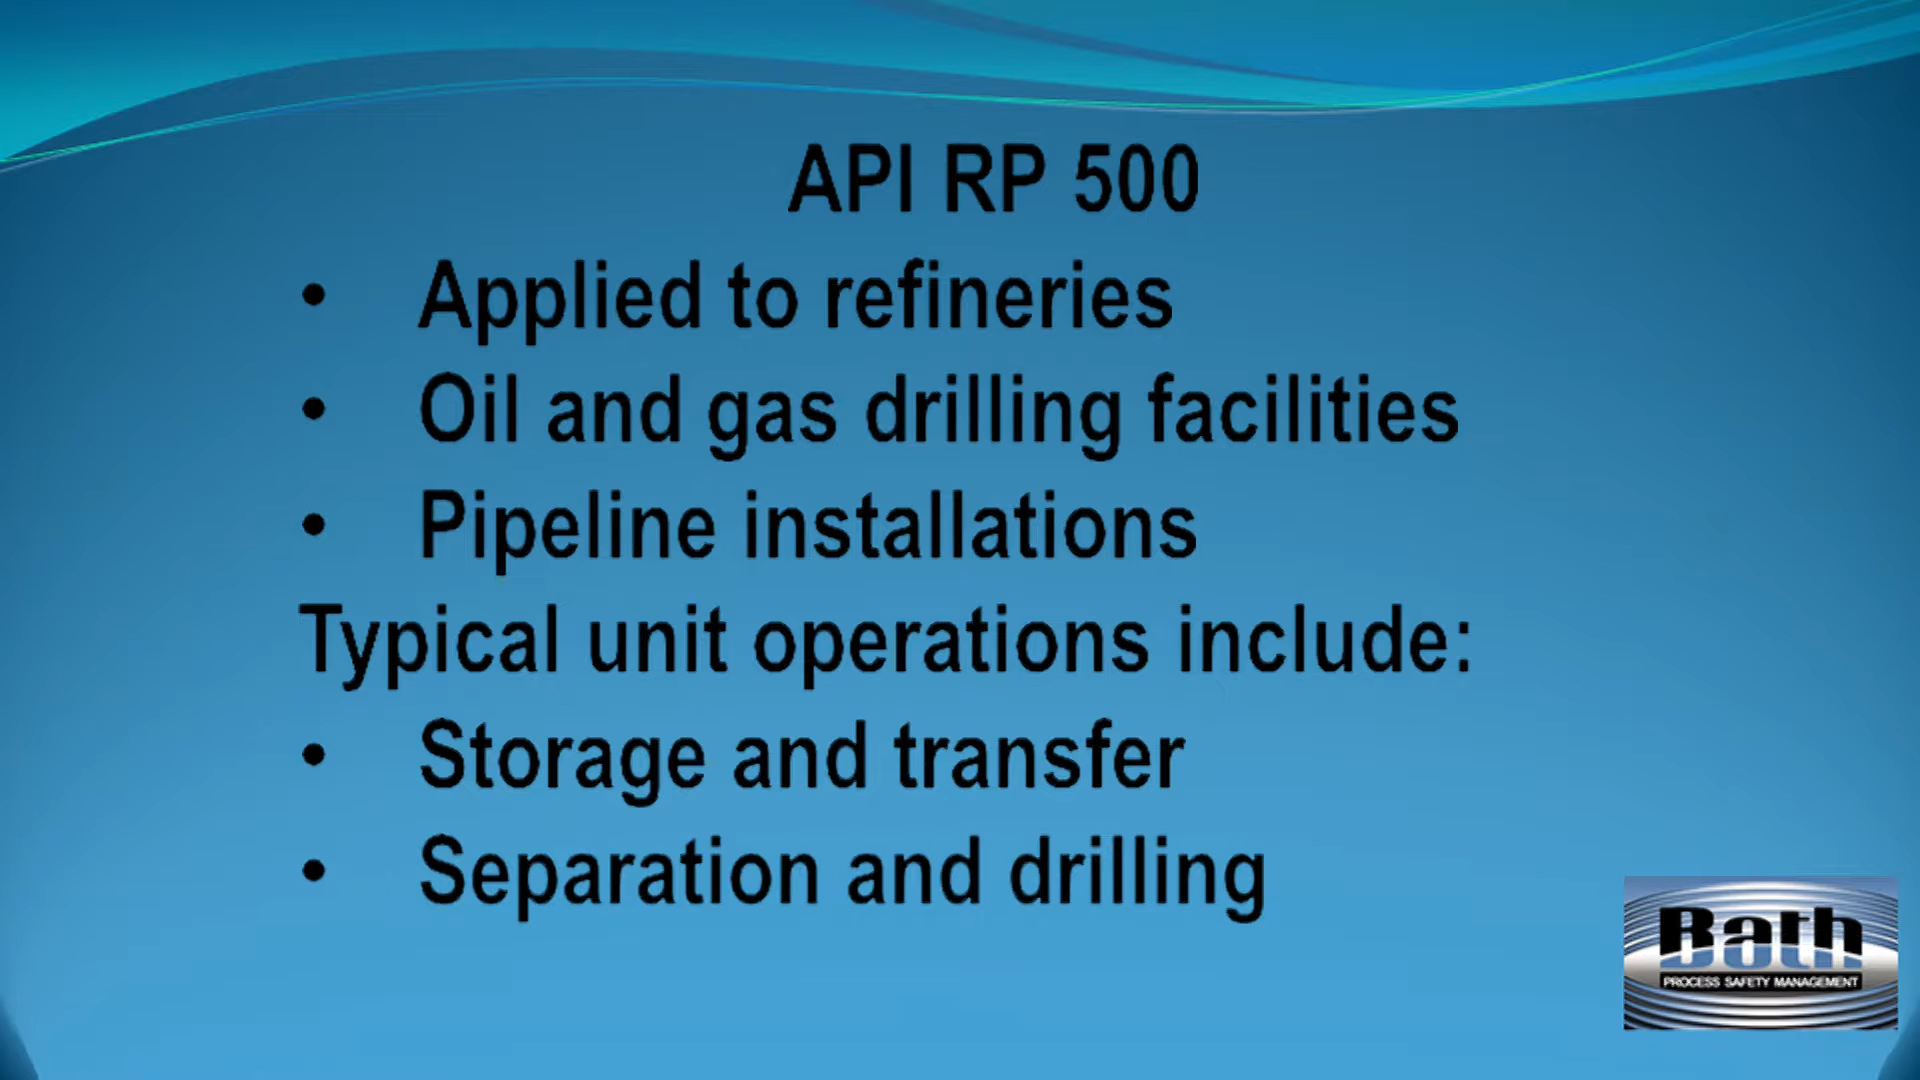 API RP 500
• Applied to refineries
• Oil and gas drilling facilities
• Pipeline installations
Typical unit operations include:
• Storage and transfer
• Separation and drilling
Bath
PROCESS SAFETY MANAGEMENT